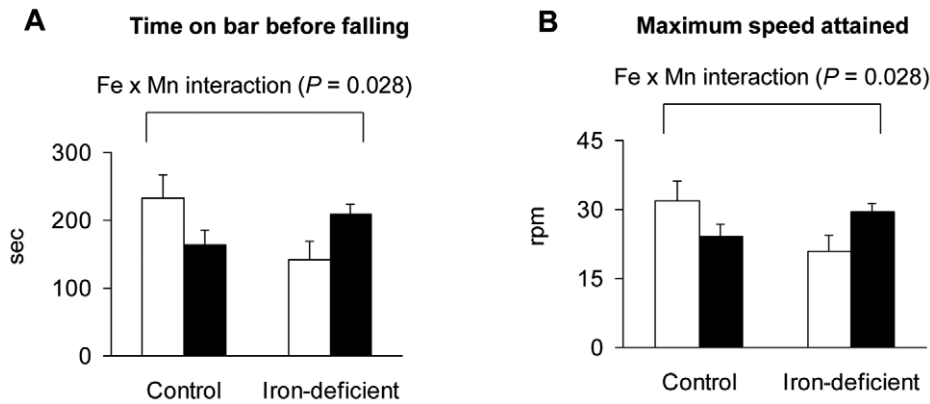 A Time on bar before falling
Fe x Mn interaction (P = 0.028)
300
200
100
0
sec
Control Iron-deficient
B Maximum speed attained
Fe x Mn interaction (P = 0.028)
45
30
15
0
rpm
Control Iron-deficient